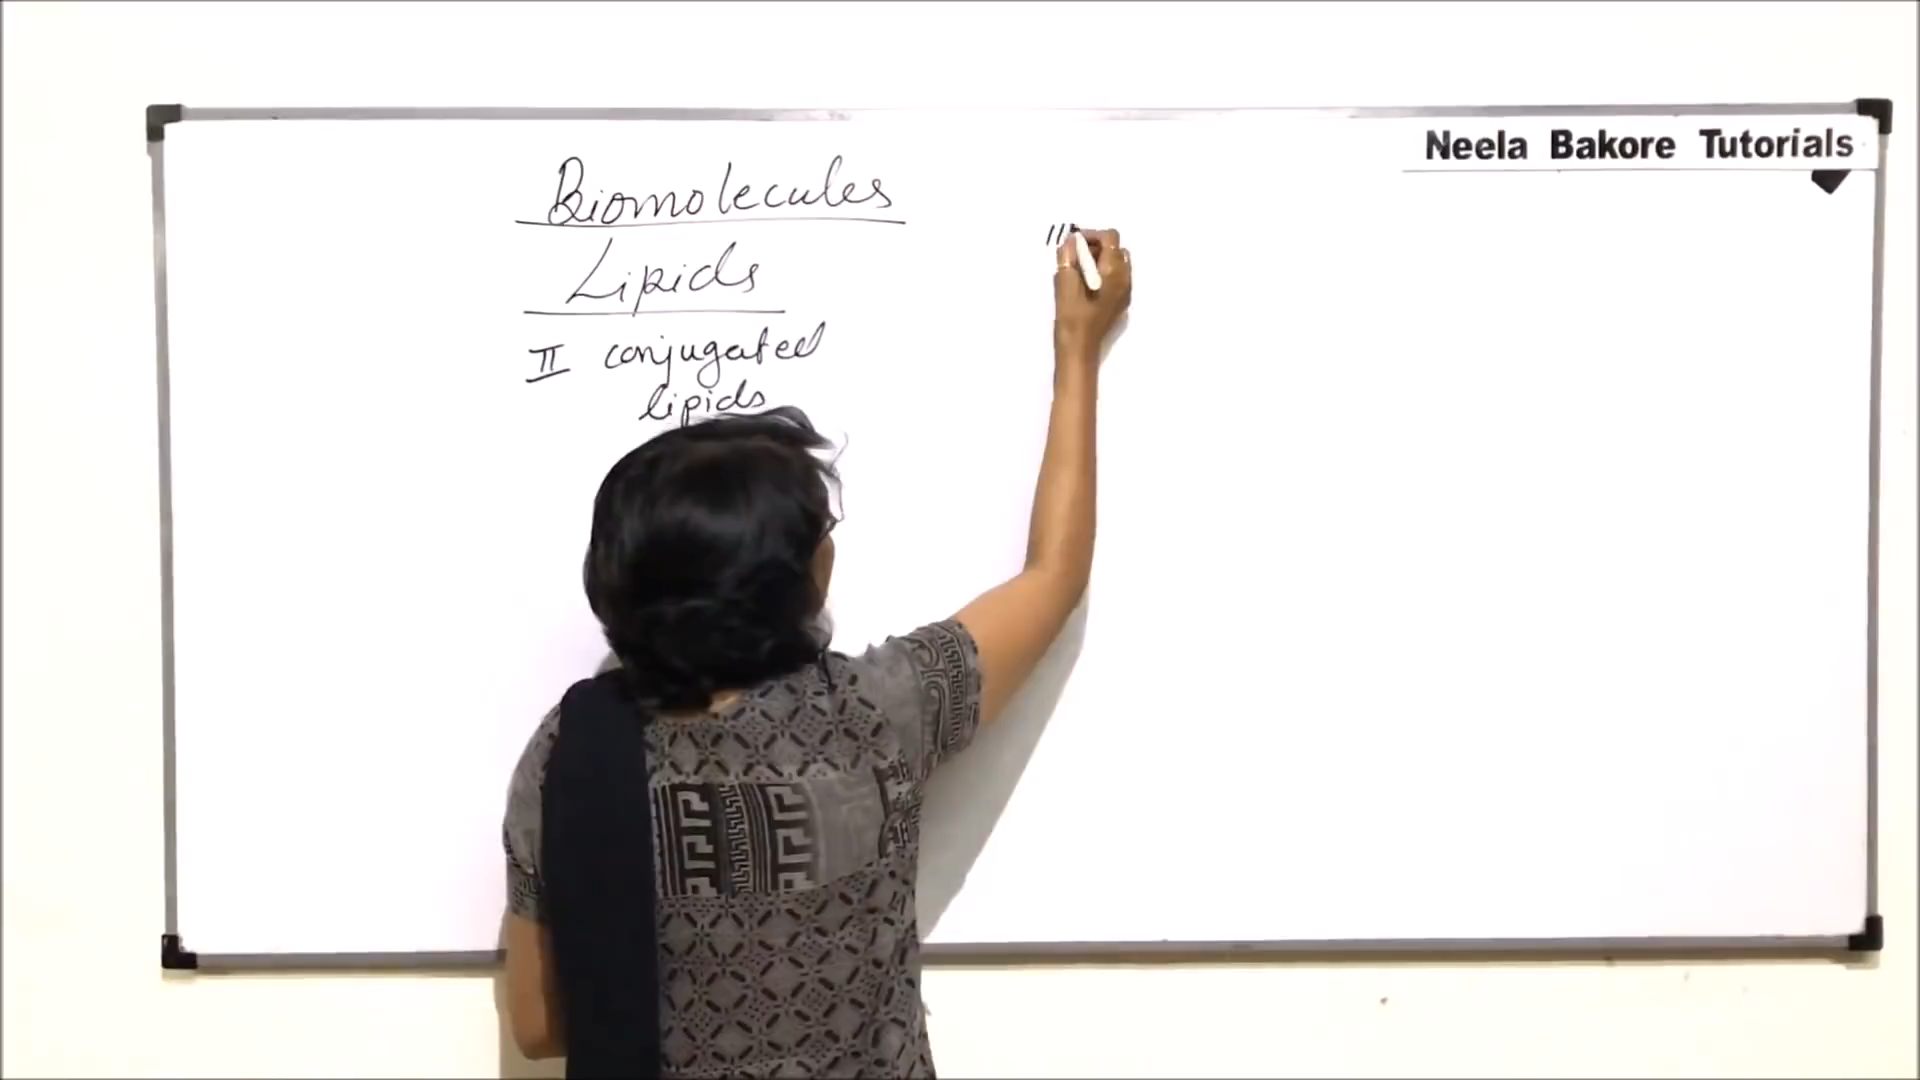 Neela Bakore Tutorials
Biomolecules
Lipids
II conjugated
lipids